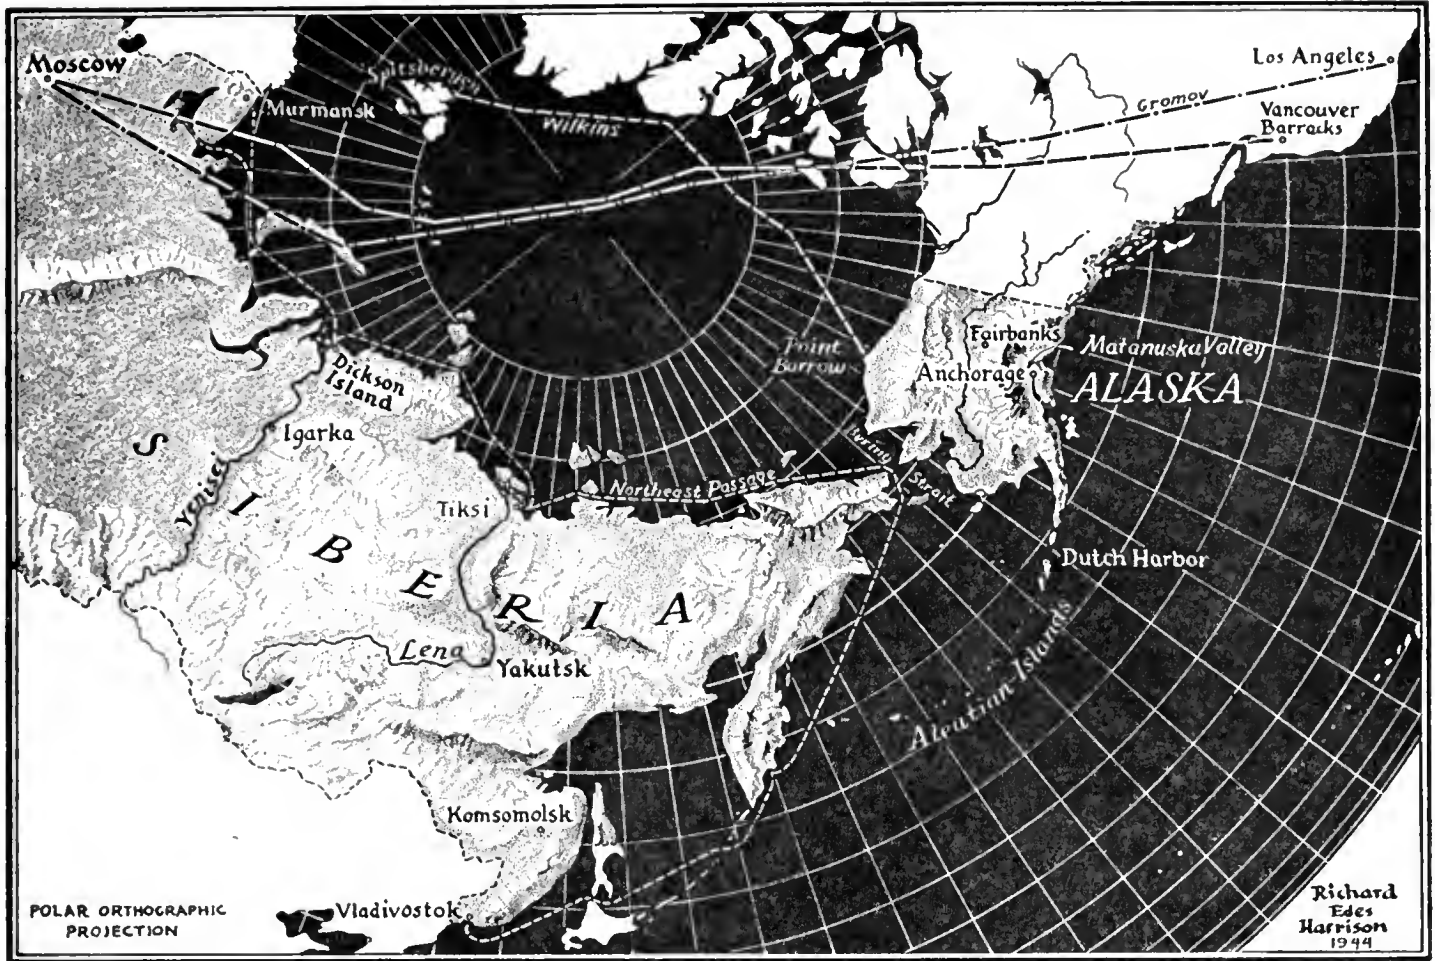 Moscow
Murmansk
Spitsbergen
Wilkins
Gromov
Los Angeles
Vancouver
Barracks
Point
Barrow
Fairbanks
Matanuska Valley
Anchorage
ALASKA
Dickson
Island
Igarka
Yenisei
Tiksi
Northeast Passage
Strait
Dutch Harbor
SIBERIA
Lena
Yakutsk
Aleutian Islands
Komsomolsk
Vladivostok
POLAR ORTHOGRAPHIC
PROJECTION
Richard
Edes
Harrison
1944